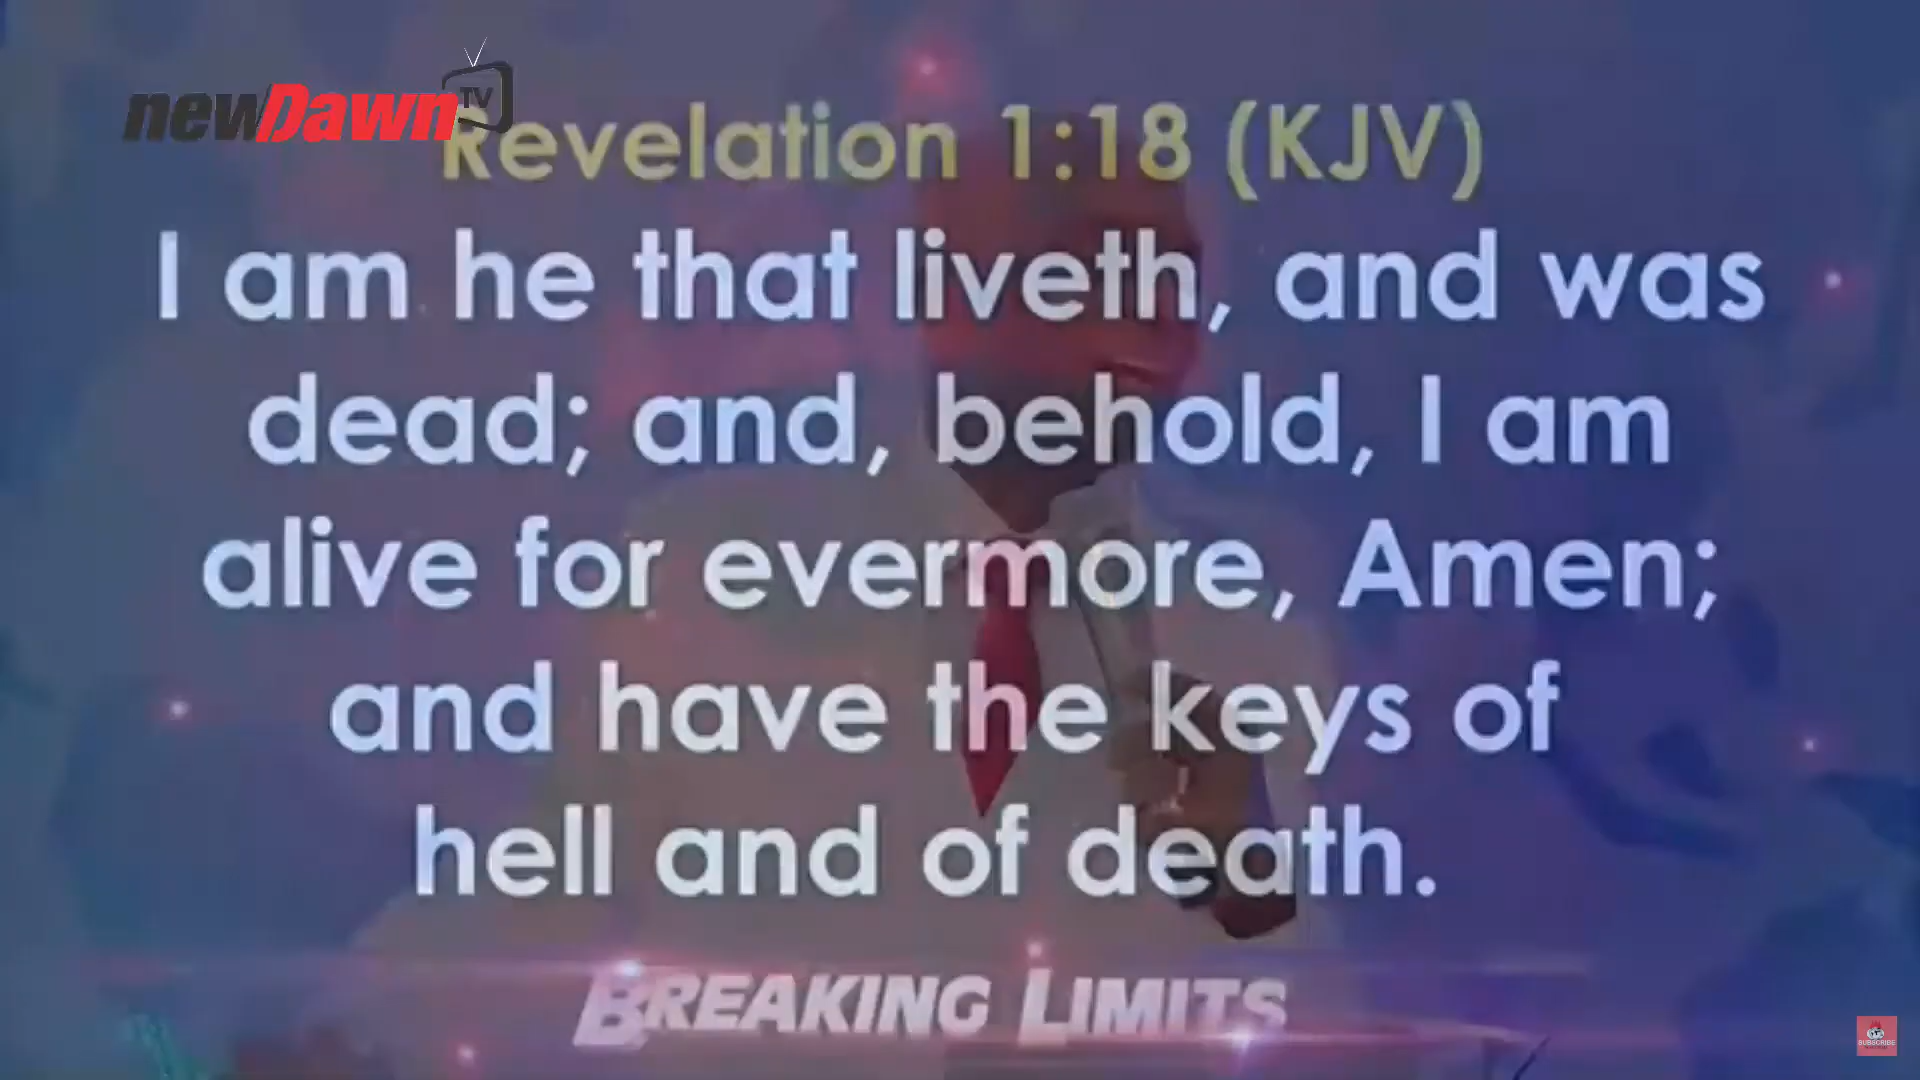 newDawn TV
Revelation 1:18 (KJV)
I am he that liveth, and was
dead; and, behold, I am
alive for evermore, Amen;
and have the keys of
hell and of death.
BREAKING LIMITS
SUBSCRIBE